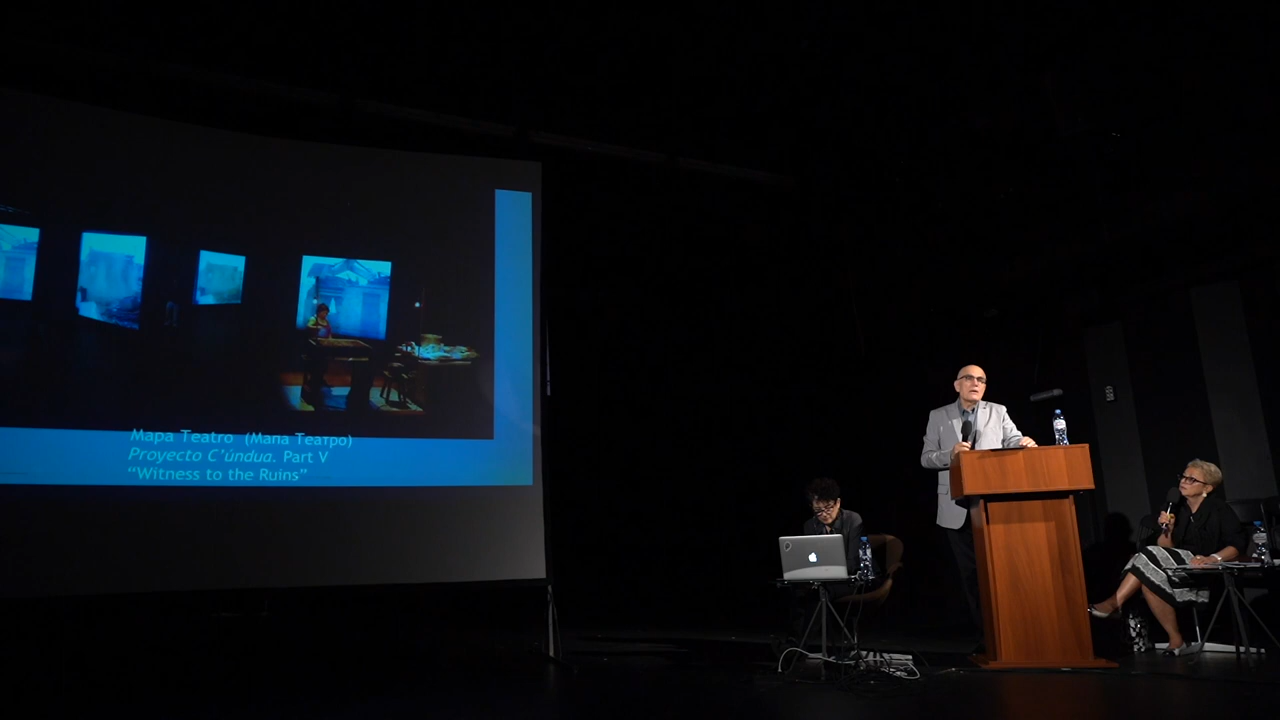 Mapa Teatro (Мапа Театро)
Proyecto C'úndua. Part V
“Witness to the Ruins”